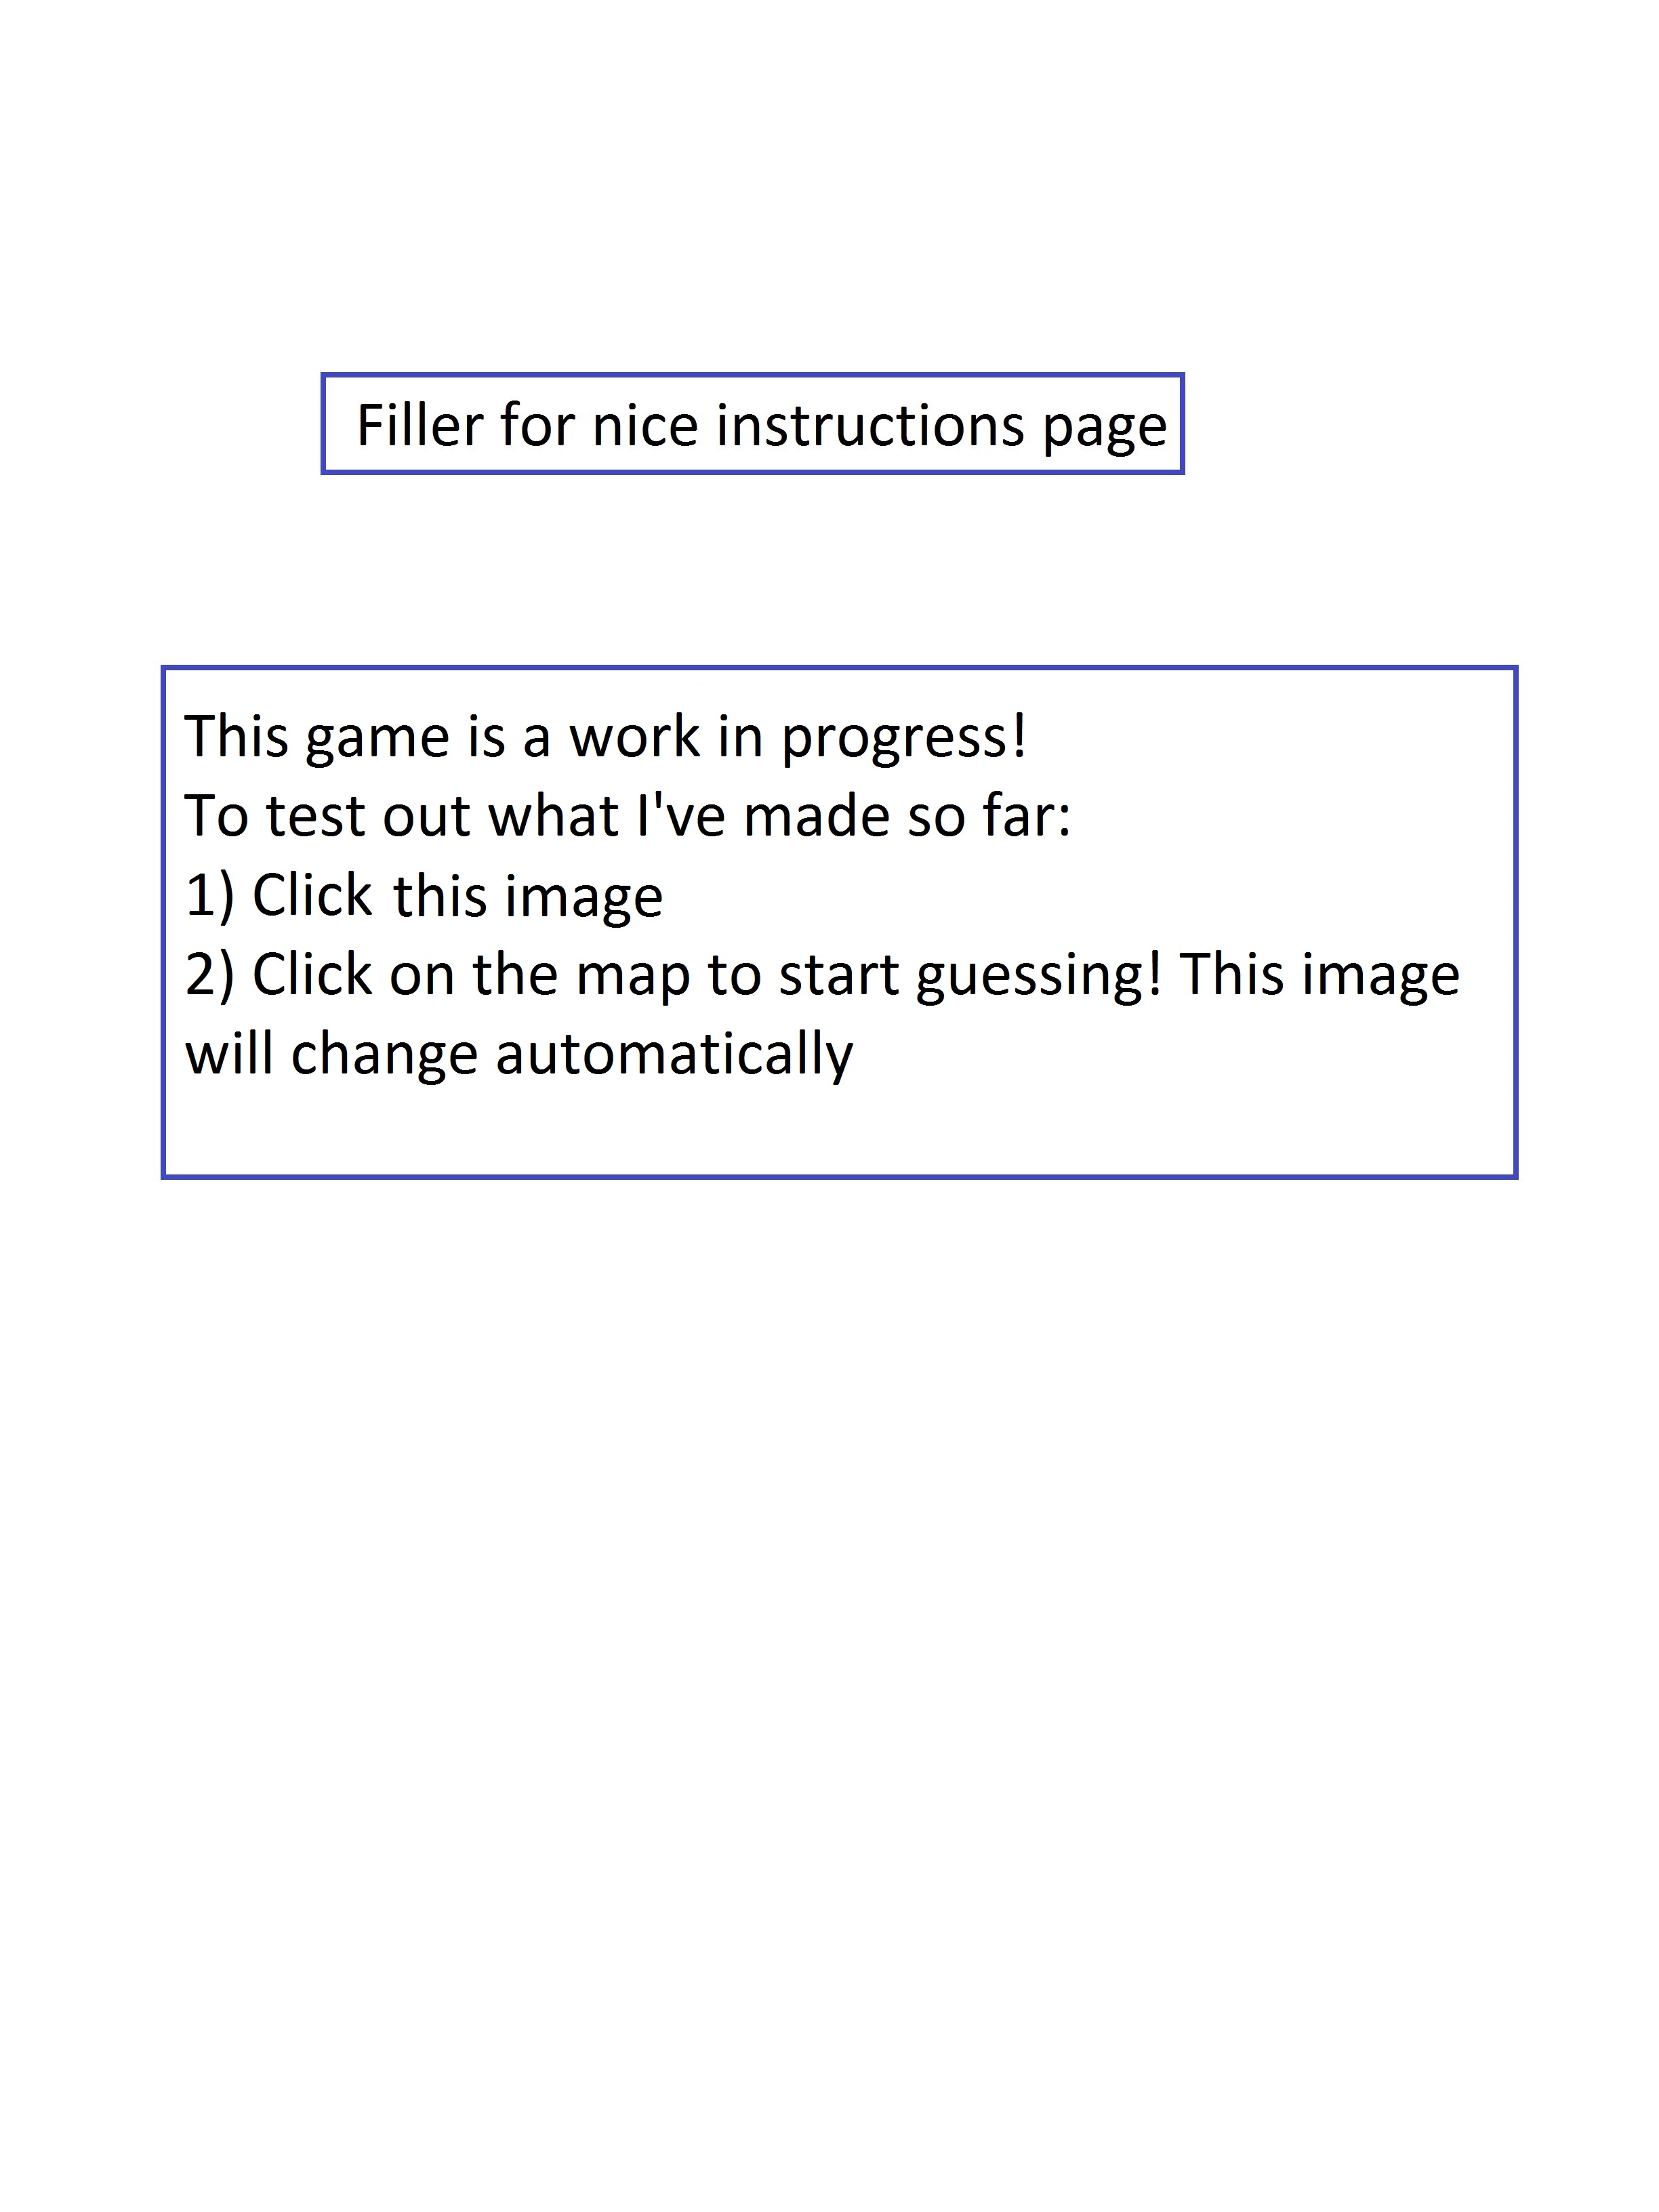 Filler for nice instructions page
This game is a work in progress!
To test out what I've made so far:
1) Click this image
2) Click on the map to start guessing! This image
will change automatically